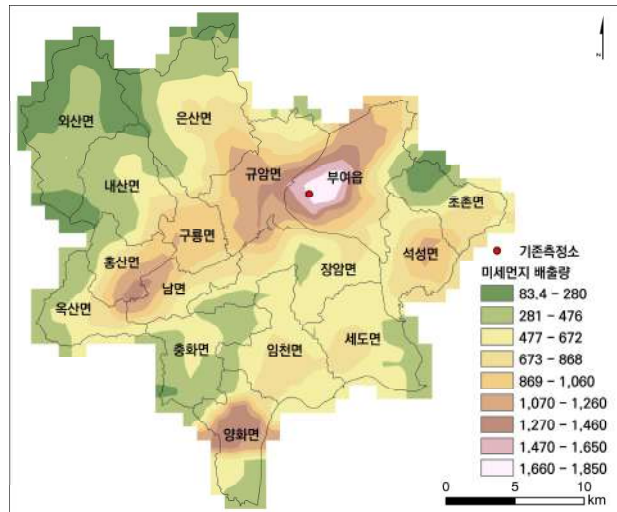 N
외산면
은산면
내산면
규암면
부여읍
초촌면
구룡면
석성면
홍산면
남면
장암면
옥산면
충화면
임천면
세도면
양화면
기존측정소
미세먼지 배출량
83.4 - 280
281 - 476
477 - 672
673 - 868
869 - 1,060
1,070 - 1,260
1,270 - 1,460
1,470 - 1,650
1,660 - 1,850
0 5 10
km